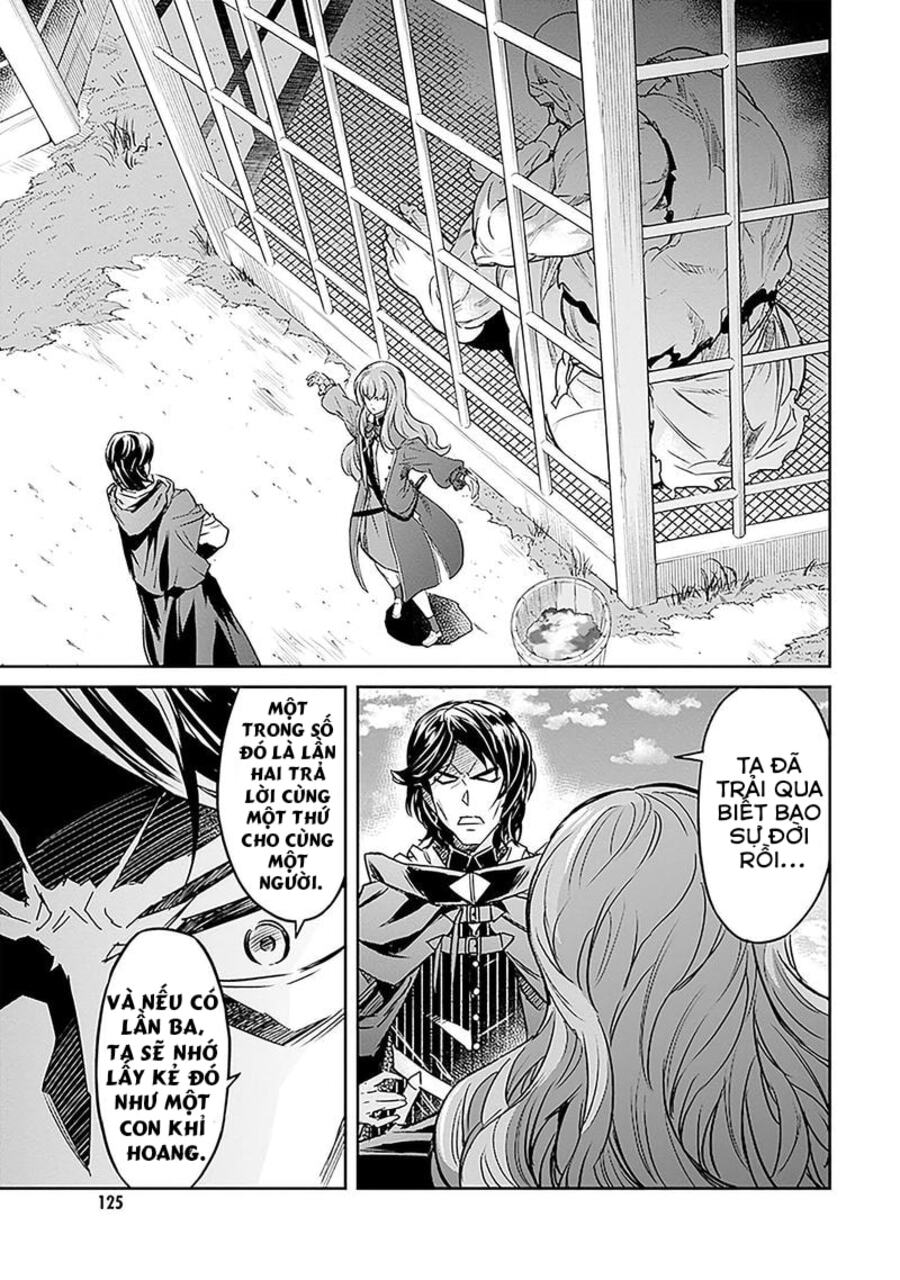 TA ĐÃ
TRẢI QUA
BIẾT BAO
SỰ ĐỜI
RỒI...
MỘT
TRONG SỐ
ĐÓ LÀ LẦN
HAI TRẢ
LỜI CÙNG
MỘT THỨ
CHO CÙNG
MỘT
NGƯỜI.
VÀ NẾU CÓ
LẦN BA,
TA SẼ NHỚ
LẤY KẺ ĐÓ
NHƯ MỘT
CON KHỈ
HOANG.
125